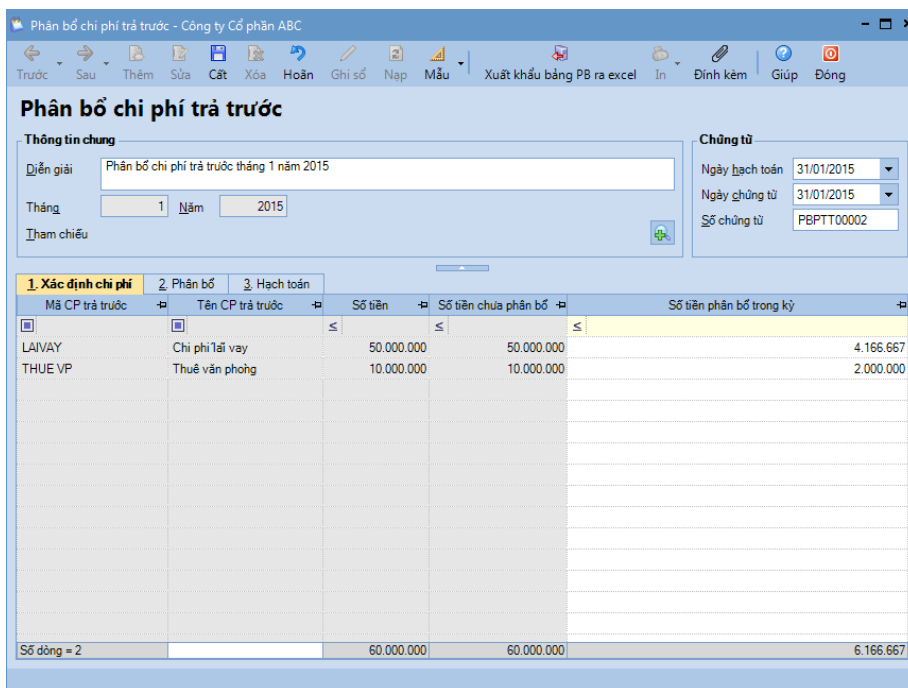 Phân bổ chi phí trả trước - Công ty Cổ phần ABC
Trước Sau Thêm Sửa Cất Xóa Hoãn Ghi sổ Nạp Mẫu Xuất khẩu bảng PB ra excel In Đính kèm Giúp Đóng
Phân bổ chi phí trả trước
Thông tin chung
Chứng từ
Diễn giải Phân bổ chi phí trả trước tháng 1 năm 2015
Ngày hạch toán 31/01/2015
Ngày chứng từ 31/01/2015
Tháng 1 Năm 2015
Số chứng từ PBPTT00002
Tham chiếu
1. Xác định chi phí 2. Phân bổ 3. Hạch toán
Mã CP trả trước Tên CP trả trước Số tiền Số tiền chưa phân bổ Số tiền phân bổ trong kỳ
≤ ≤ ≤
LAIVAY Chi phí lãi vay 50.000.000 50.000.000 4.166.667
THUE VP Thuê văn phòng 10.000.000 10.000.000 2.000.000
Số dòng = 2 60.000.000 60.000.000 6.166.667